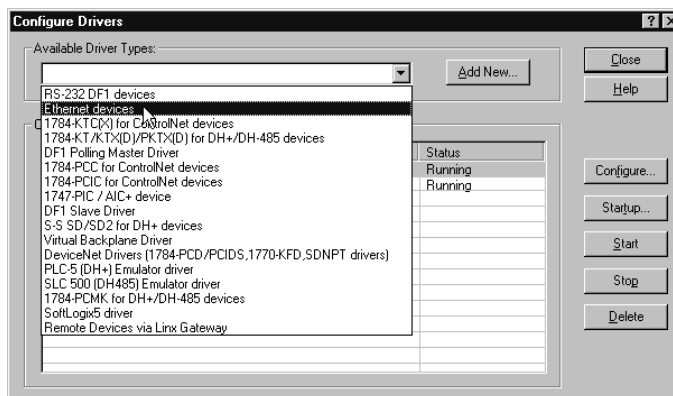 Configure Drivers
Available Driver Types:
Add New...
Close
Help
RS-232 DF1 devices
Ethernet devices
1784-KTC(X) for ControlNet devices
1784-KT/KTX(D)/PKTX(D) for DH+/DH-485 devices
DF1 Polling Master Driver
1784-PCC for ControlNet devices
1784-PCIC for ControlNet devices
1747-PIC / AIC+ device
DF1 Slave Driver
S-S SD/SD2 for DH+ devices
Virtual Backplane Driver
DeviceNet Drivers (1784-PCD/PCIDS,1770-KFD,SDNPT drivers)
PLC-5 (DH+) Emulator driver
SLC 500 (DH485) Emulator driver
1784-PCMK for DH+/DH-485 devices
SoftLogix5 driver
Remote Devices via Linx Gateway
Status
Running
Running
Configure...
Startup...
Start
Stop
Delete